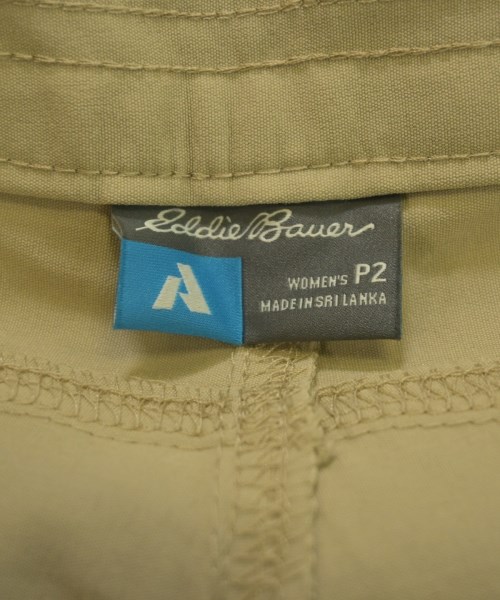 Eddie Bauer
WOMEN'S P2
MADE IN SRI LANKA